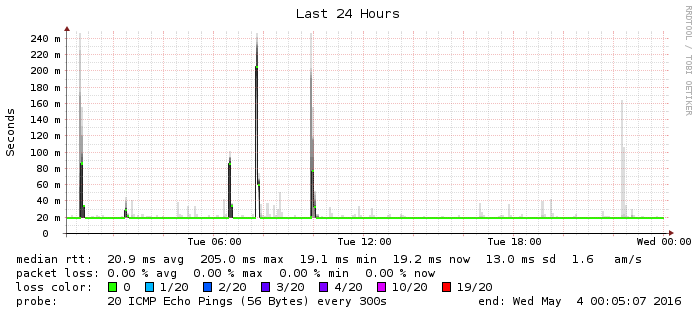 Last 24 Hours
RRDTOOL / TOBI OETIKER
Seconds
240 m
220 m
200 m
180 m
160 m
140 m
120 m
100 m
80 m
60 m
40 m
20 m
0
Tue 06:00 Tue 12:00 Tue 18:00 Wed 00:00
median rtt: 20.9 ms avg 205.0 ms max 19.1 ms min 19.2 ms now 13.0 ms sd 1.6 am/s
packet loss: 0.00 % avg 0.00 % max 0.00 % min 0.00 % now
loss color: 0 1/20 2/20 3/20 4/20 10/20 19/20
probe: 20 ICMP Echo Pings (56 Bytes) every 300s end: Wed May 4 00:05:07 2016